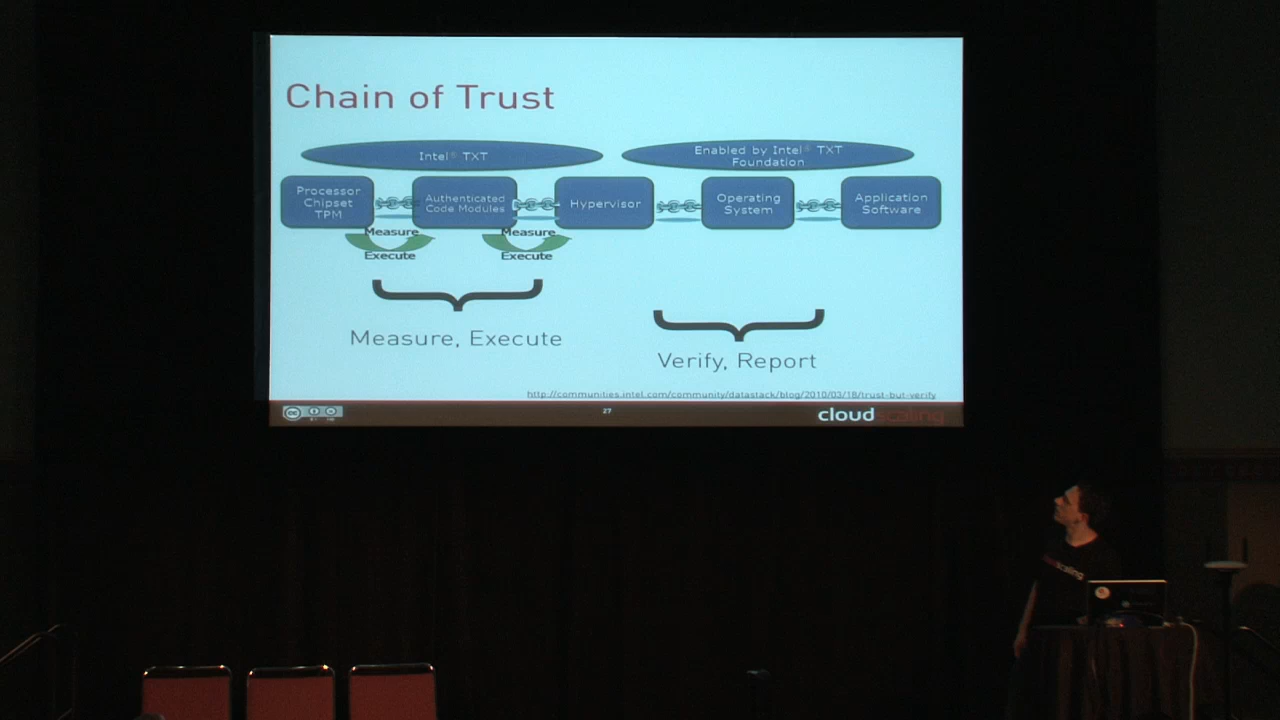 Chain of Trust
Intel® TXT
Enabled by Intel® TXT
Foundation
Processor
Chipset
TPM
Authenticated
Code Modules
Hypervisor
Operating
System
Application
Software
Measure
Execute
Measure
Execute
Measure, Execute
Verify, Report
http://communities.intel.com/community/datastack/blog/2010/03/18/trust-but-verify
27
cloudscaling
scaling